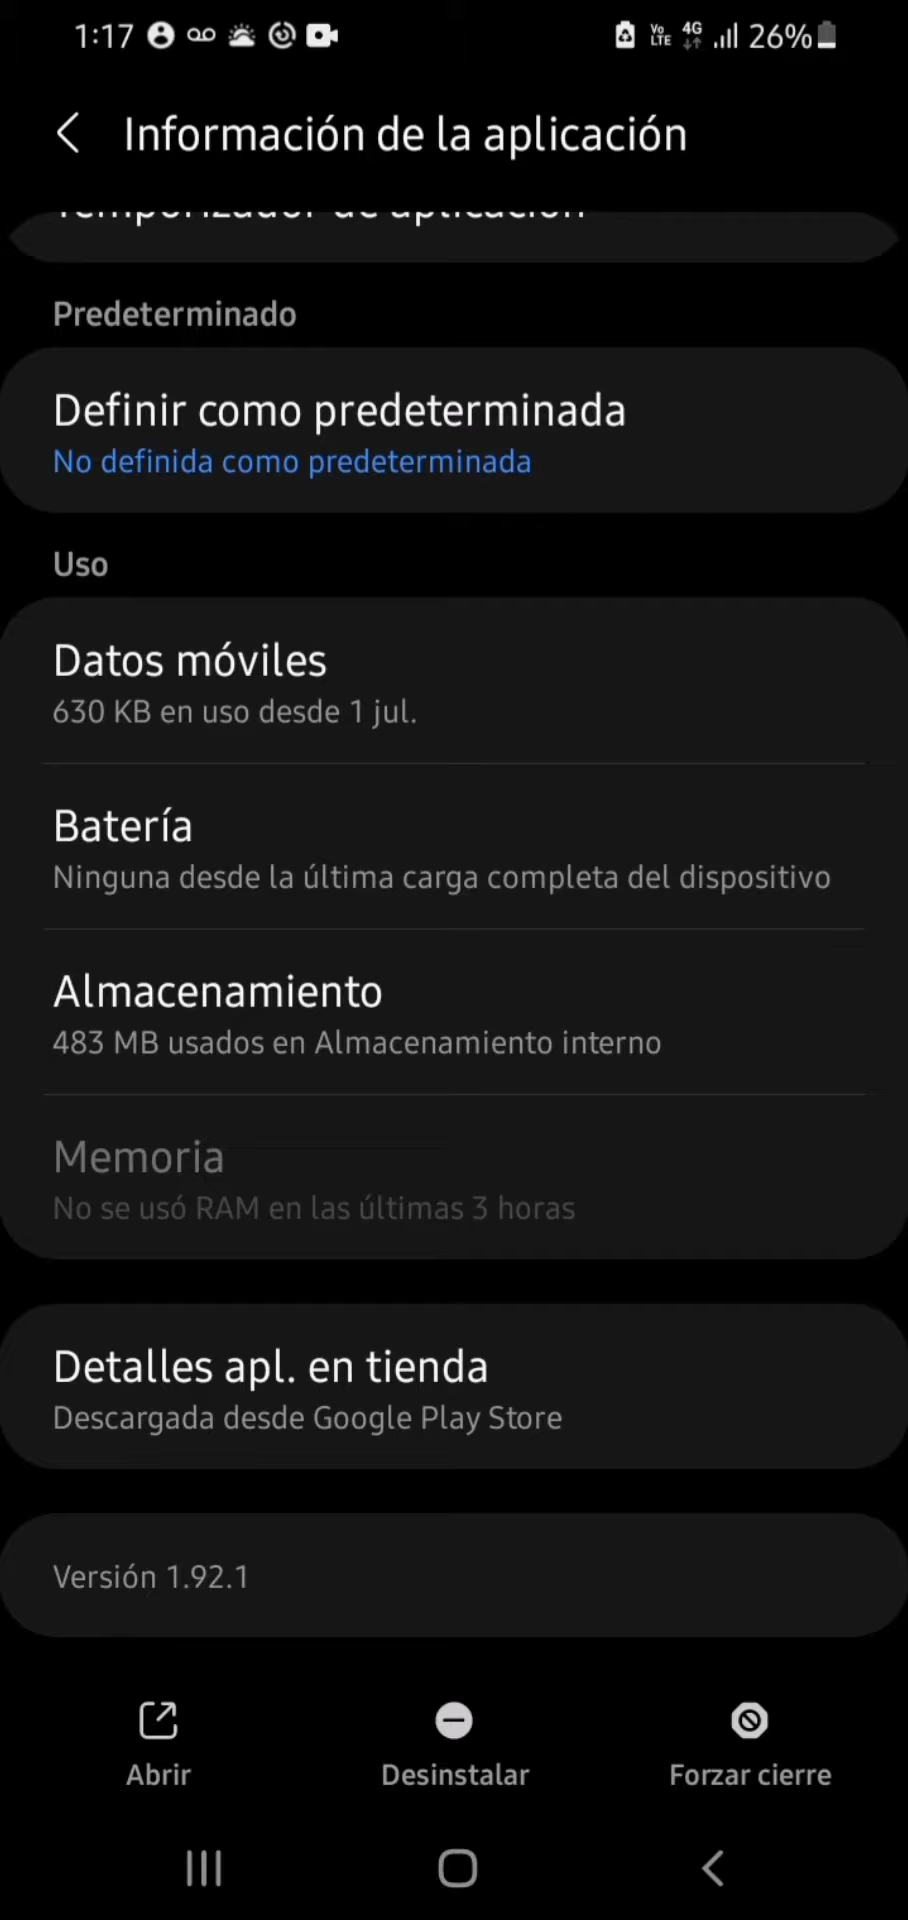 1:17 Vo LTE 4G 26%
Información de la aplicación
Temporizador de aplicación
Predeterminado
Definir como predeterminada
No definida como predeterminada
Uso
Datos móviles
630 KB en uso desde 1 jul.
Batería
Ninguna desde la última carga completa del dispositivo
Almacenamiento
483 MB usados en Almacenamiento interno
Memoria
No se usó RAM en las últimas 3 horas
Detalles apl. en tienda
Descargada desde Google Play Store
Versión 1.92.1
Abrir Desinstalar Forzar cierre